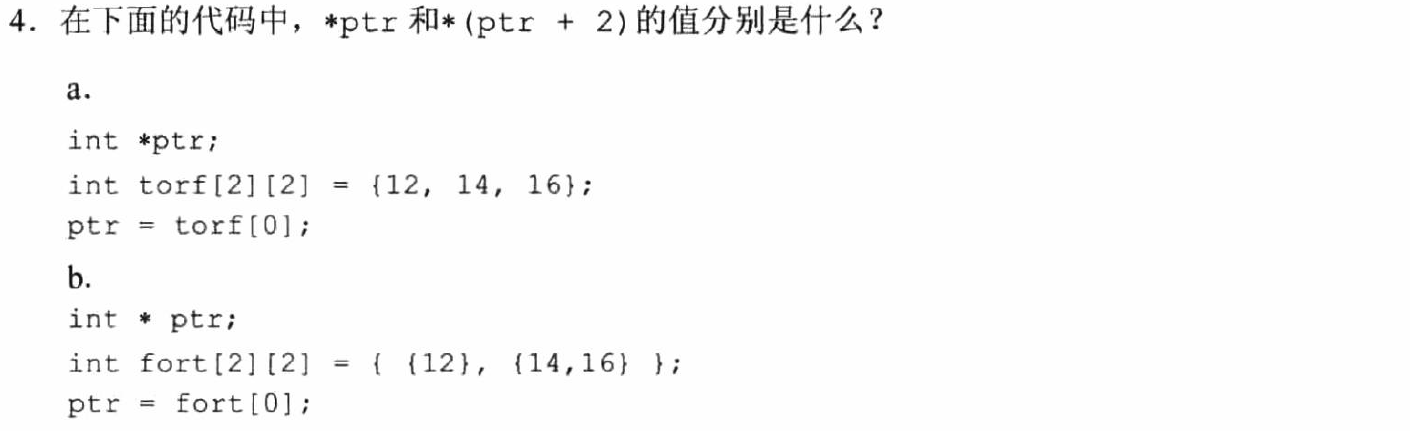 4. 在下面的代码中，*ptr 和*(ptr + 2)的值分别是什么？
a.
int *ptr;
int torf[2][2] = {12, 14, 16};
ptr = torf[0];
b.
int * ptr;
int fort[2][2] = { {12}, {14,16} };
ptr = fort[0];